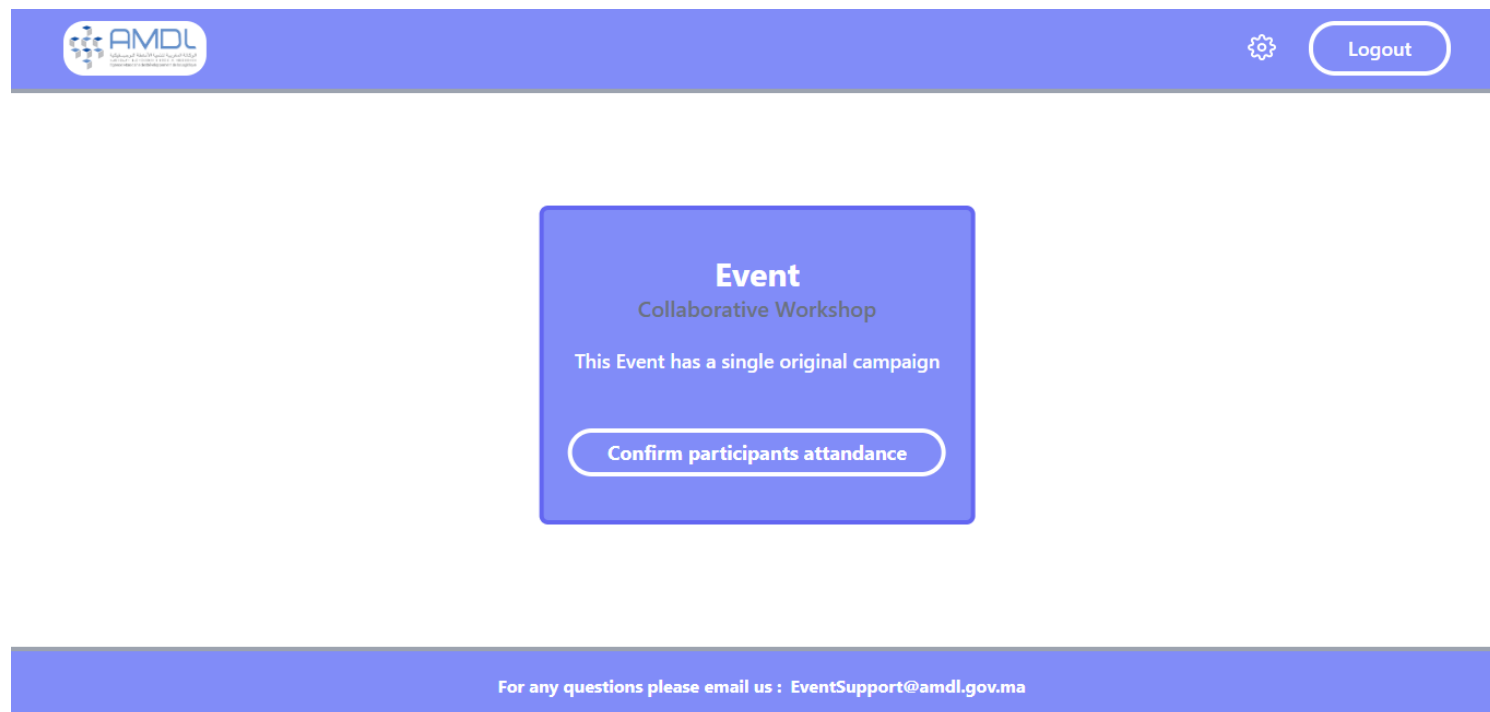 AMDL
Logout
Event
Collaborative Workshop
This Event has a single original campaign
Confirm participants attandance
For any questions please email us : EventSupport@amdl.gov.ma